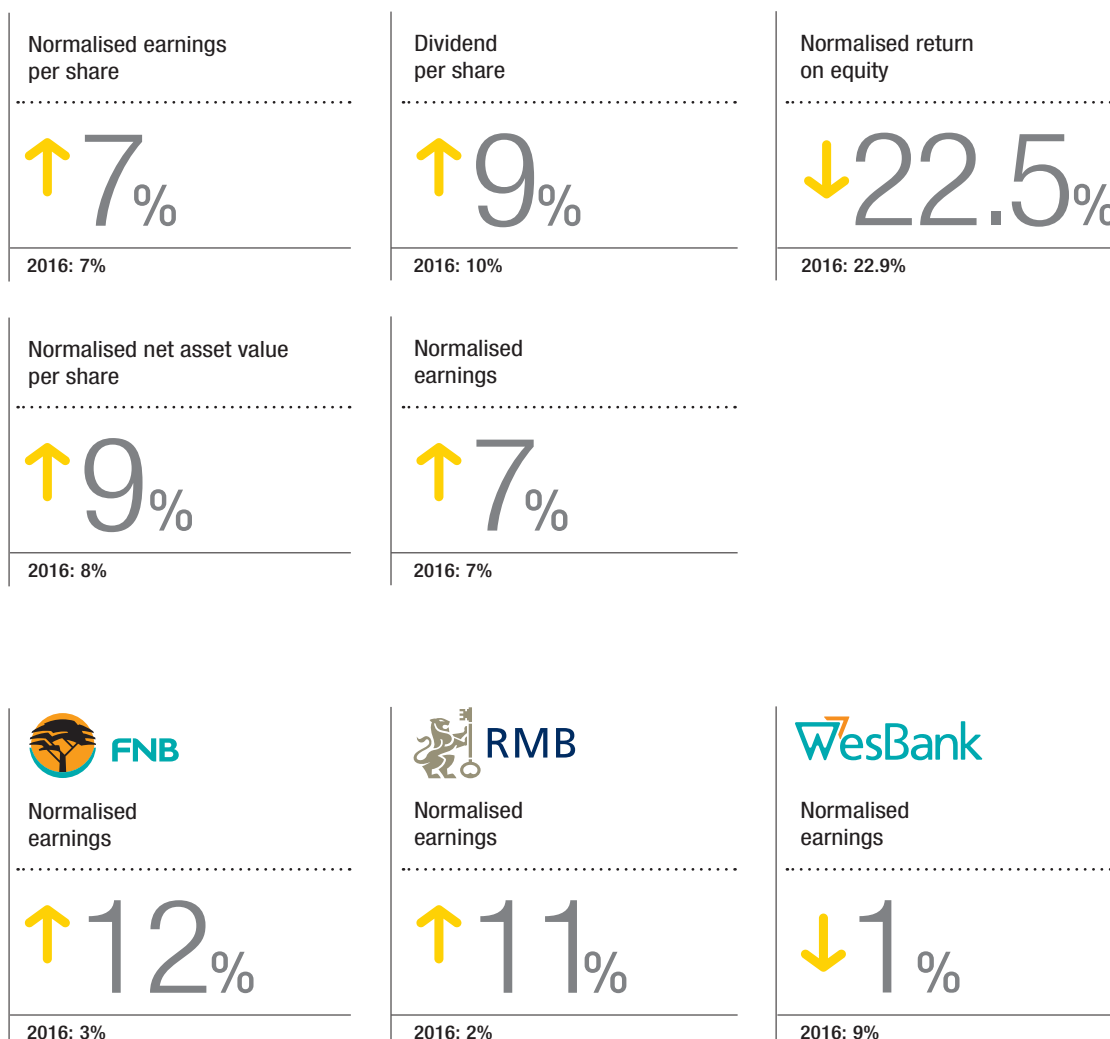 Normalised earnings
per share
↑7%
2016: 7%
Dividend
per share
↑9%
2016: 10%
Normalised return
on equity
↓22.5%
2016: 22.9%
Normalised net asset value
per share
↑9%
2016: 8%
Normalised
earnings
↑7%
2016: 7%
FNB
Normalised
earnings
↑12%
2016: 3%
RMB
Normalised
earnings
↑11%
2016: 2%
WesBank
Normalised
earnings
↓1%
2016: 9%